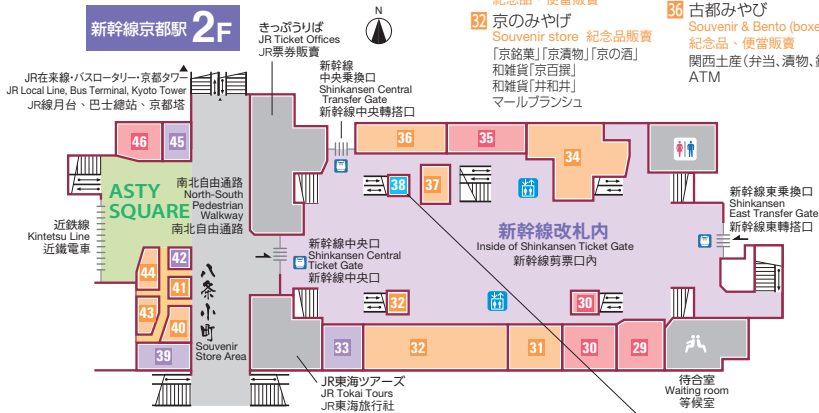 新幹線京都駅 2F
きっぷうりば
JR Ticket Offices
JR票券販賣
N
紀念品、便當販賣
32 京のみやげ
Souvenir store 紀念品販賣
「京銘菓」「京漬物」「京の酒」
和雑貨「京百撰」
和雑貨「井和井」
マールブランシュ
36 古都みやび
Souvenir & Bento (boxe
紀念品、便當販賣
関西土産(弁当、漬物、
ATM
JR在来線・バスロータリー・京都タワー
JR Local Line, Bus Terminal, Kyoto Tower
JR線月台、巴士總站、京都塔
新幹線
中央乗換口
Shinkansen Central
Transfer Gate
新幹線中央轉搭口
46
45
36
35
34
ASTY
SQUARE
南北自由通路
North-South
Pedestrian
Walkway
南北自由通路
38
37
近鉄線
Kintetsu Line
近鐵電車
新幹線改札内
Inside of Shinkansen Ticket Gate
新幹線剪票口內
新幹線東乗換口
Shinkansen
East Transfer Gate
新幹線東轉搭口
新幹線中央口
Shinkansen Central
Ticket Gate
新幹線中央口
44
42
41
43
40
39
八条小町
Souvenir
Store Area
32
30
33
32
31
30
29
JR東海ツアーズ
JR Tokai Tours
JR東海旅行社
待合室
Waiting room
等候室